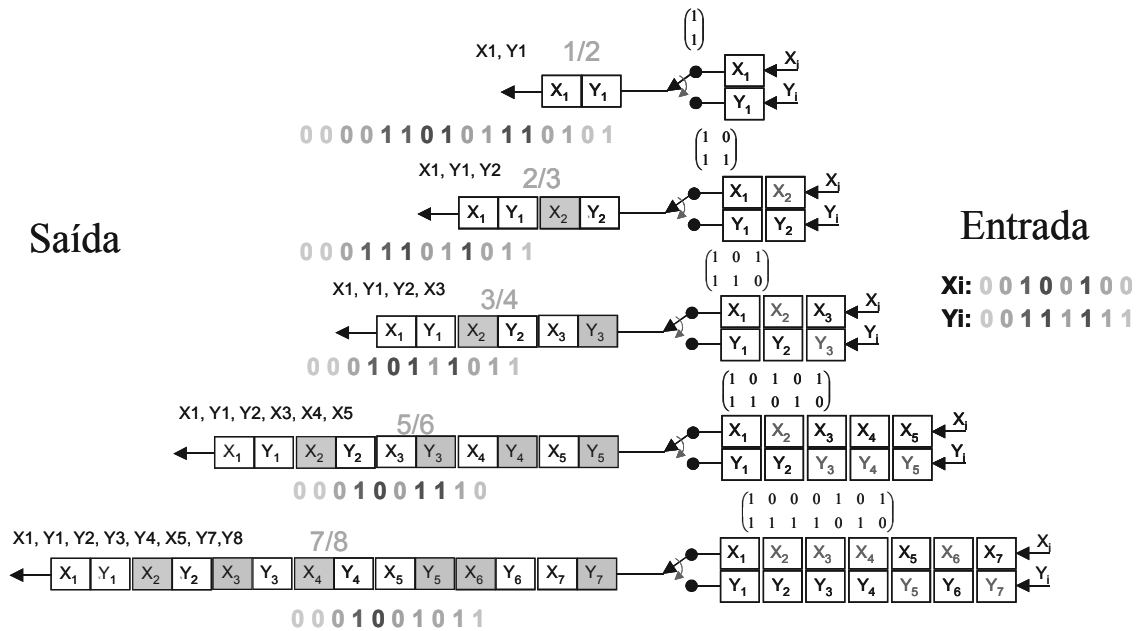 (1
1)
X1, Y1 1/2
X₁ Y₁ X₁ Xᵢ
Y₁ Yᵢ
0 0 0 0 1 1 0 1 0 1 1 1 0 1 0 1
(1 0
1 1)
X1, Y1, Y2 2/3
X₁ Y₁ X₂ Y₂ X₁ X₂ Xᵢ
Y₁ Y₂ Yᵢ
Saída
Entrada
0 0 0 1 1 1 0 1 1 0 1 1
(1 0 1
1 1 0)
Xi: 0 0 1 0 0 1 0 0
Yi: 0 0 1 1 1 1 1 1
X1, Y1, Y2, X3 3/4
X₁ Y₁ X₂ Y₂ X₃ Y₃ X₁ X₂ X₃ Xᵢ
Y₁ Y₂ Y₃ Yᵢ
0 0 0 1 0 1 1 1 0 1 1
(1 0 1 0 1
1 1 0 1 0)
X1, Y1, Y2, X3, X4, X5 5/6
X₁ Y₁ X₂ Y₂ X₃ Y₃ X₄ Y₄ X₅ Y₅ X₁ X₂ X₃ X₄ X₅ Xᵢ
Y₁ Y₂ Y₃ Y₄ Y₅ Yᵢ
0 0 0 1 0 0 1 1 1 0
(1 0 0 0 1 0 1
1 1 1 1 0 1 0)
X1, Y1, Y2, Y3, Y4, X5, Y7,Y8 7/8
X₁ Y₁ X₂ Y₂ X₃ Y₃ X₄ Y₄ X₅ Y₅ X₆ Y₆ X₇ Y₇ X₁ X₂ X₃ X₄ X₅ X₆ X₇ Xᵢ
Y₁ Y₂ Y₃ Y₄ Y₅ Y₆ Y₇ Yᵢ
0 0 0 1 0 0 1 0 1 1